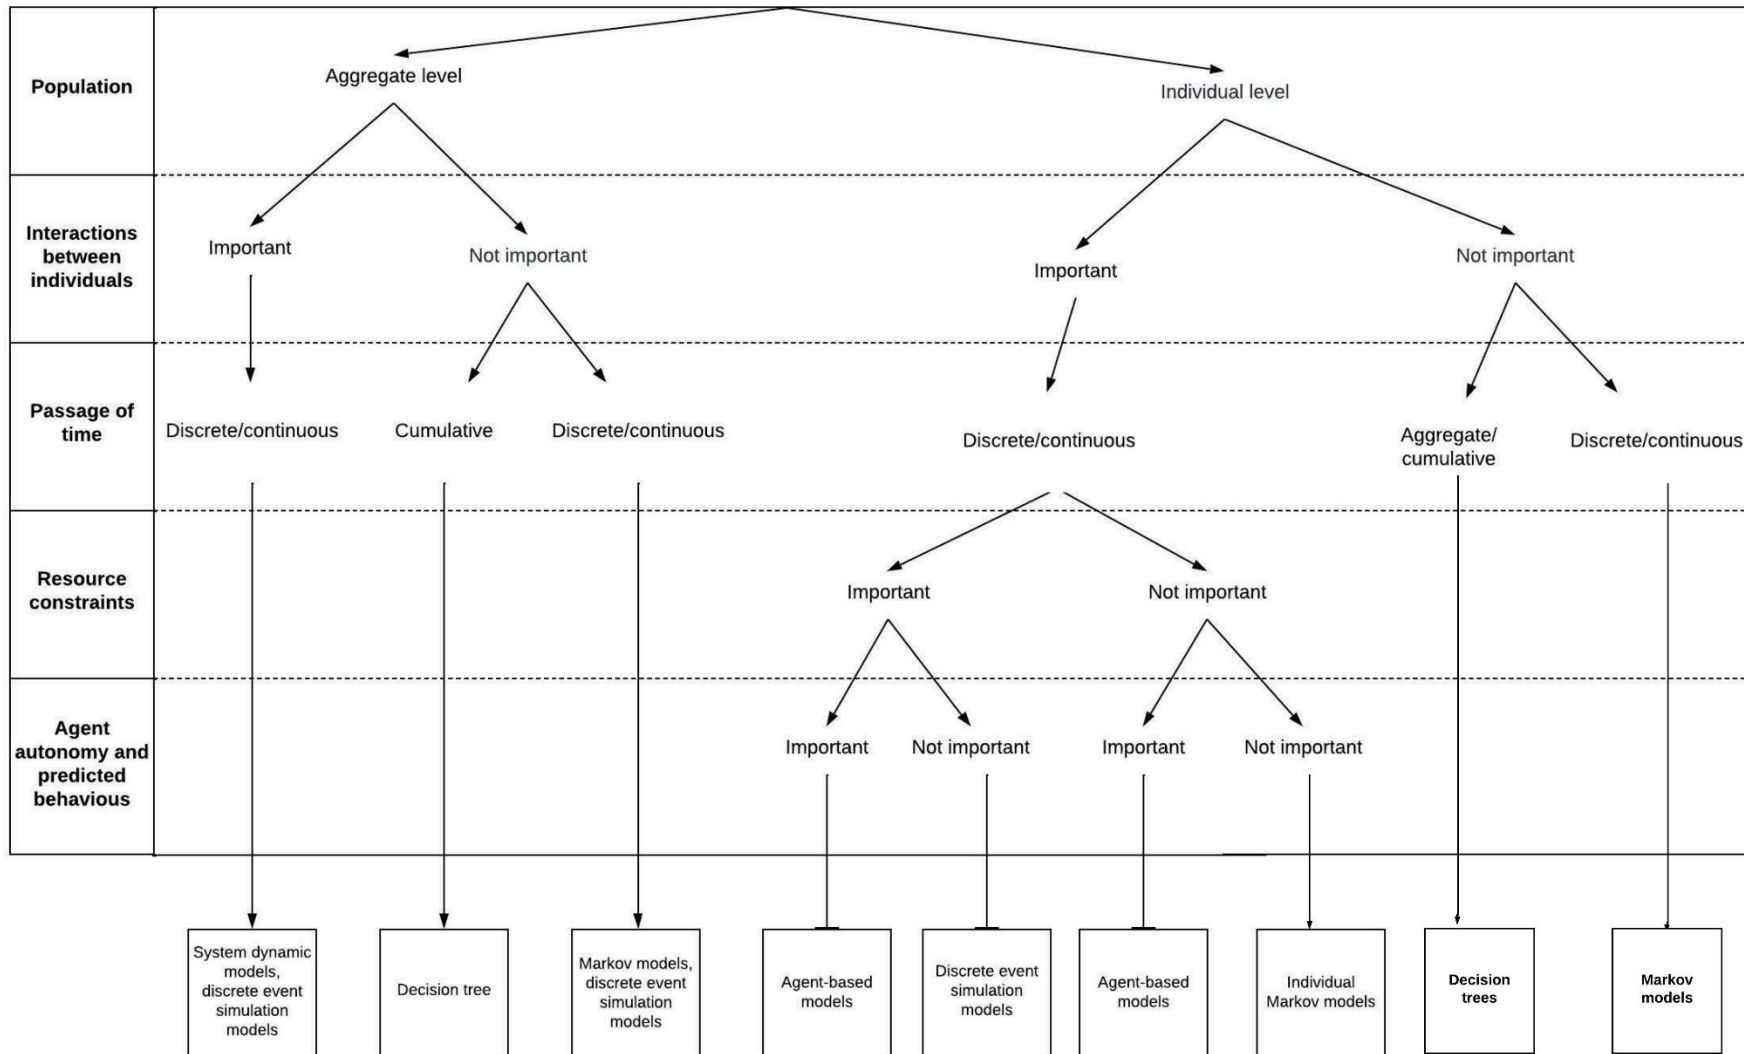 Population
Aggregate level
Individual level
Interactions
between
individuals
Important
Not important
Important
Not important
Passage of
time
Discrete/continuous
Cumulative
Discrete/continuous
Discrete/continuous
Aggregate/
cumulative
Discrete/continuous
Resource
constraints
Important
Not important
Agent
autonomy and
predicted
behavious
Important
Not important
Important
Not important
System dynamic
models,
discrete event
simulation
models
Decision tree
Markov models,
discrete event
simulation
models
Agent-based
models
Discrete event
simulation
models
Agent-based
models
Individual
Markov models
Decision
trees
Markov
models